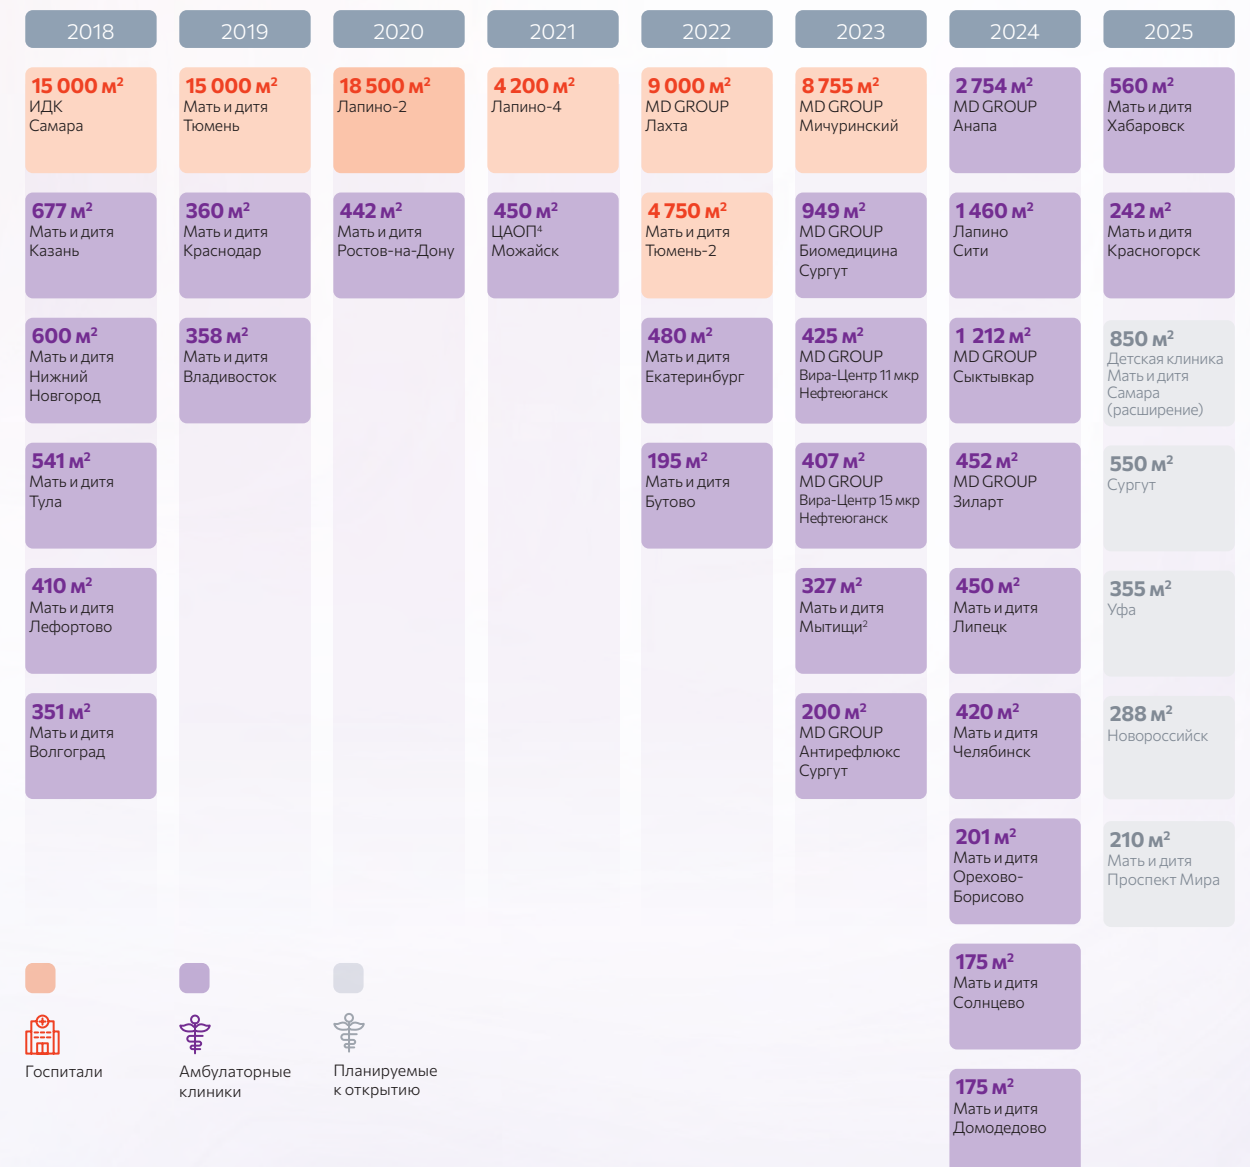 2018
2019
2020
2021
2022
2023
2024
2025
15 000 м²
ИДК
Самара
677 м²
Мать и дитя
Казань
600 м²
Мать и дитя
Нижний
Новгород
541 м²
Мать и дитя
Тула
410 м²
Мать и дитя
Лефортово
351 м²
Мать и дитя
Волгоград
15 000 м²
Мать и дитя
Тюмень
360 м²
Мать и дитя
Краснодар
358 м²
Мать и дитя
Владивосток
18 500 м²
Лапино-2
442 м²
Мать и дитя
Ростов-на-Дону
4 200 м²
Лапино-4
450 м²
ЦАОП⁴
Можайск
9 000 м²
MD GROUP
Лахта
4 750 м²
Мать и дитя
Тюмень-2
480 м²
Мать и дитя
Екатеринбург
195 м²
Мать и дитя
Бутово
8 755 м²
MD GROUP
Мичуринский
949 м²
MD GROUP
Биомедицина
Сургут
425 м²
MD GROUP
Вира-Центр 11 мкр
Нефтеюганск
407 м²
MD GROUP
Вира-Центр 15 мкр
Нефтеюганск
327 м²
Мать и дитя
Мытищи²
200 м²
MD GROUP
Антирефлюкс
Сургут
2 754 м²
MD GROUP
Анапа
1 460 м²
Лапино
Сити
1 212 м²
MD GROUP
Сыктывкар
452 м²
MD GROUP
Зиларт
450 м²
Мать и дитя
Липецк
420 м²
Мать и дитя
Челябинск
201 м²
Мать и дитя
Орехово-
Борисово
175 м²
Мать и дитя
Солнцево
175 м²
Мать и дитя
Домодедово
560 м²
Мать и дитя
Хабаровск
242 м²
Мать и дитя
Красногорск
850 м²
Детская клиника
Мать и дитя
Самара
(расширение)
550 м²
Сургут
355 м²
Уфа
288 м²
Новороссийск
210 м²
Мать и дитя
Проспект Мира
Госпитали
Амбулаторные
клиники
Планируемые
к открытию